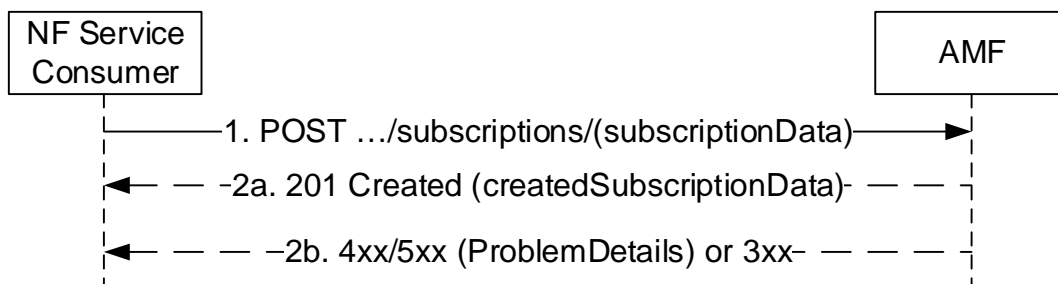 NF Service
Consumer
AMF
1. POST …/subscriptions/(subscriptionData)
2a. 201 Created (createdSubscriptionData)
2b. 4xx/5xx (ProblemDetails) or 3xx